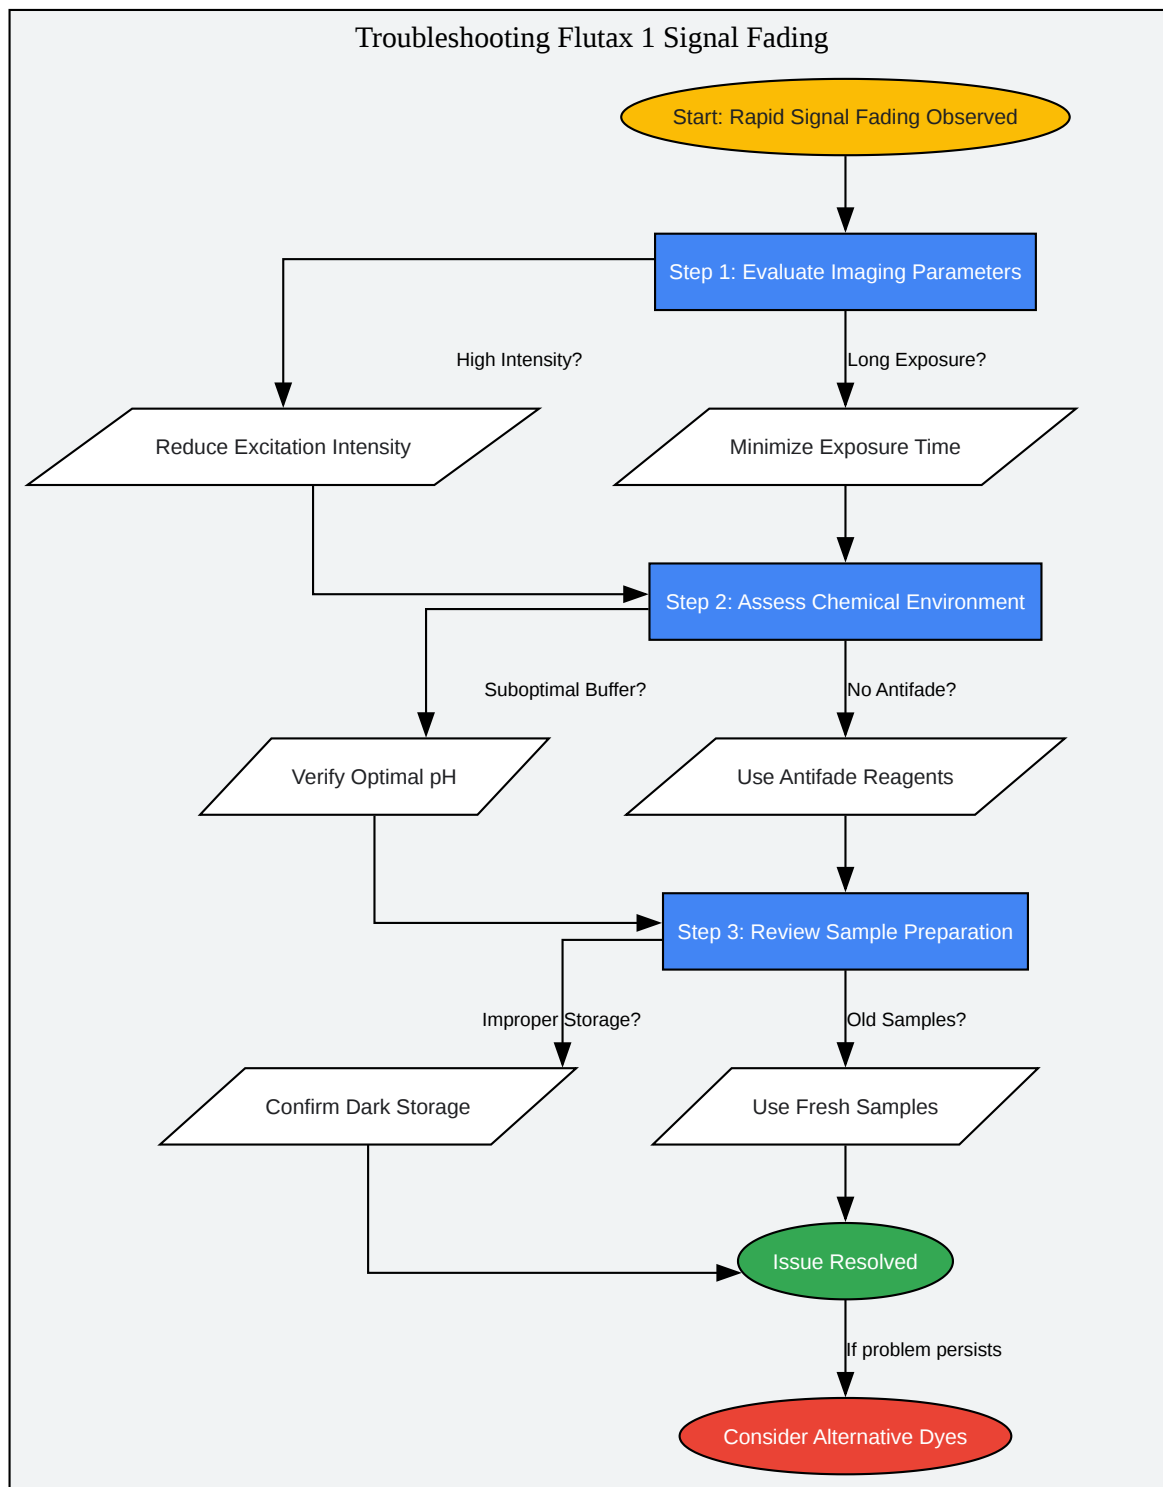 Troubleshooting Flutax 1 Signal Fading
Start: Rapid Signal Fading Observed
Step 1: Evaluate Imaging Parameters
High Intensity?
Long Exposure?
Reduce Excitation Intensity
Minimize Exposure Time
Step 2: Assess Chemical Environment
Suboptimal Buffer?
No Antifade?
Verify Optimal pH
Use Antifade Reagents
Step 3: Review Sample Preparation
Improper Storage?
Old Samples?
Confirm Dark Storage
Use Fresh Samples
Issue Resolved
If problem persists
Consider Alternative Dyes